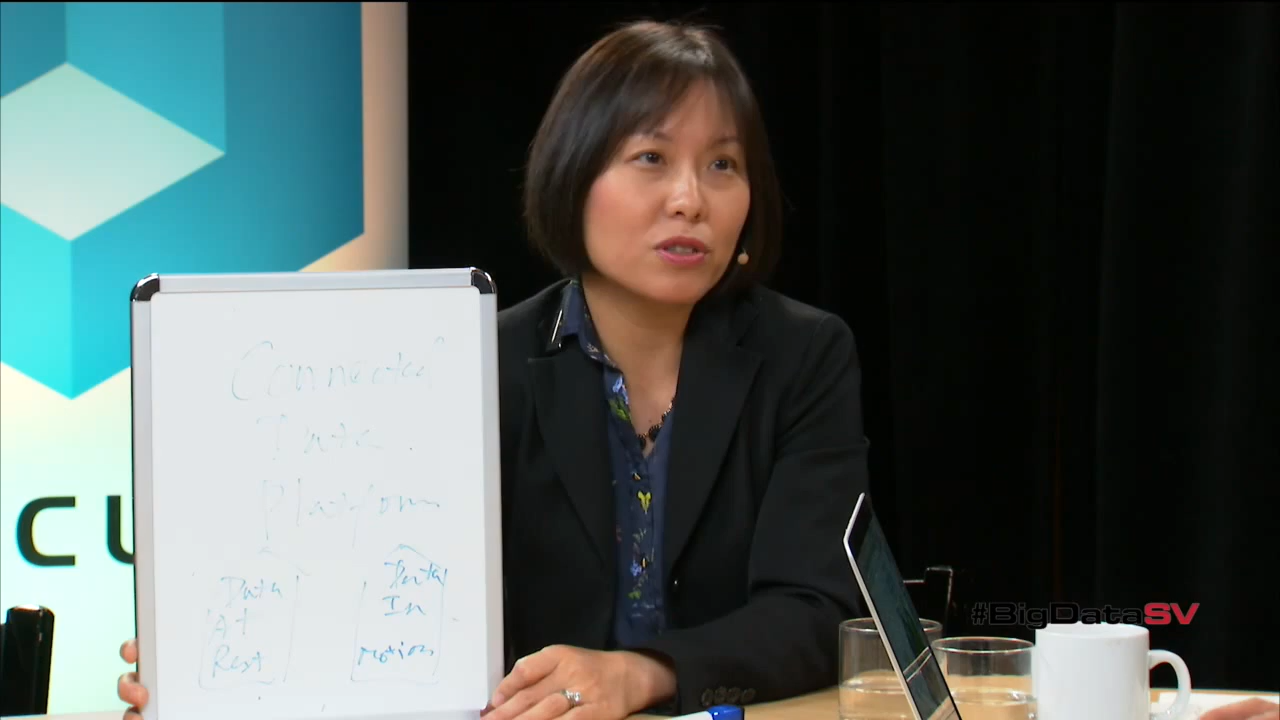 Connected
Data
Platform
Data
At
Rest
Data
In
Motion
CU
#BigDataSV